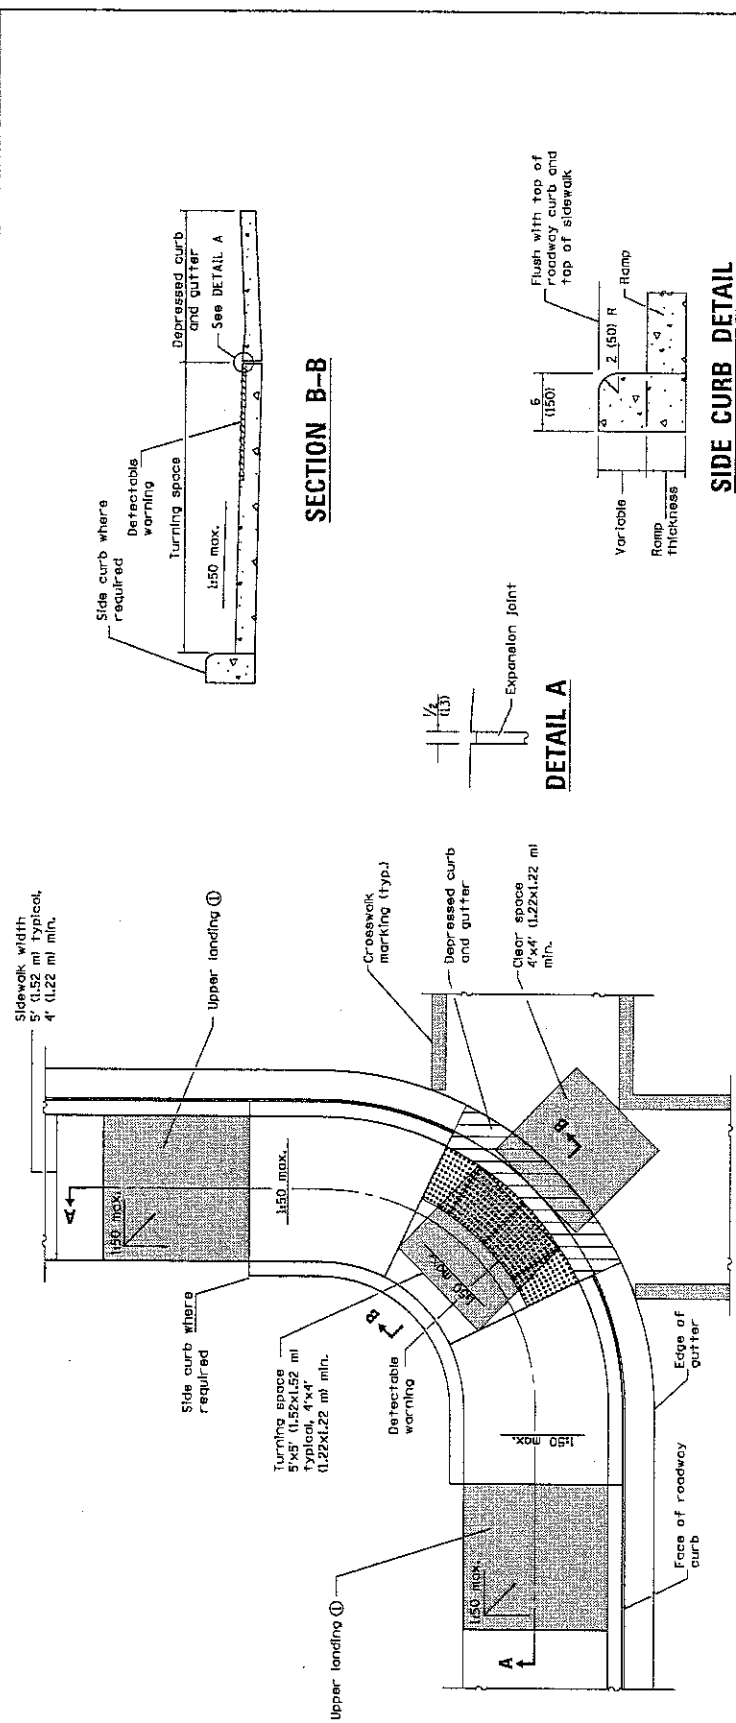 Sidewalk width
5' (1.52 m) typical,
4' (1.22 m) min.
Upper landing ①
A
1:50 max.
1:50 max.
Side curb where
required
B
Turning space
5'x5' (1.52x1.52 m)
typical, 4'x4'
(1.22x1.22 m) min.
Detectable
warning
1:50 max.
Crosswalk
marking (typ.)
Depressed curb
and gutter
Clear space
4'x4' (1.22x1.22 m)
min.
B
1:50 max.
Upper landing ①
1:50 max.
A
Face of roadway
curb
Edge of
gutter
Side curb where
required
Detectable
warning
Turning space
Depressed curb
and gutter
See DETAIL A
1:50 max.
SECTION B-B
1/2
(13)
Expansion joint
DETAIL A
6
(150)
Flush with top of
roadway curb and
top of sidewalk
2 (50) R
Ramp
Variable
Ramp
thickness
SIDE CURB DETAIL